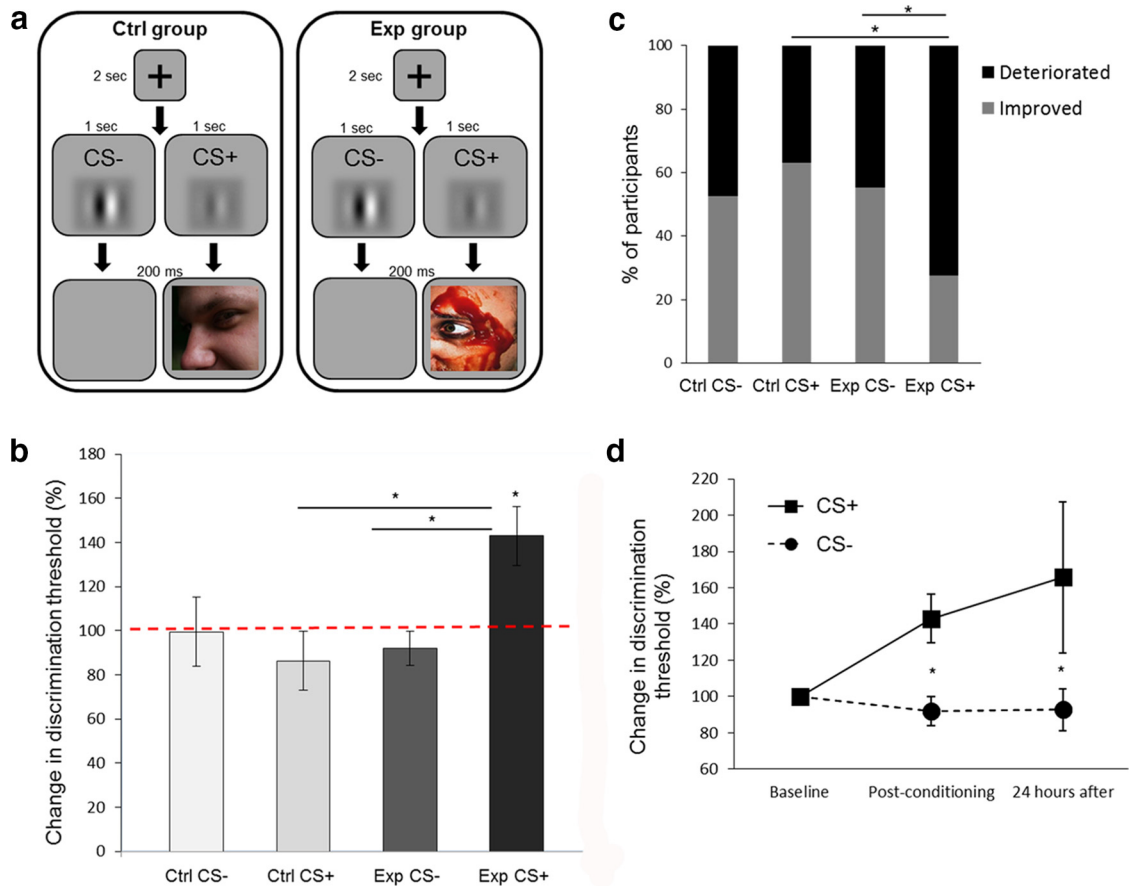 a
Ctrl group
+
2 sec
1 sec
1 sec
CS-
CS+
200 ms
Exp group
+
2 sec
1 sec
1 sec
CS-
CS+
200 ms
c
*
*
% of participants
100
80
60
40
20
0
Ctrl CS-
Ctrl CS+
Exp CS-
Exp CS+
Deteriorated
Improved
b
Change in discrimination threshold (%)
180
160
140
120
100
80
60
40
20
0
*
*
*
Ctrl CS-
Ctrl CS+
Exp CS-
Exp CS+
d
Change in discrimination
threshold (%)
220
200
180
160
140
120
100
80
60
CS+
CS-
*
*
Baseline
Post-conditioning
24 hours after